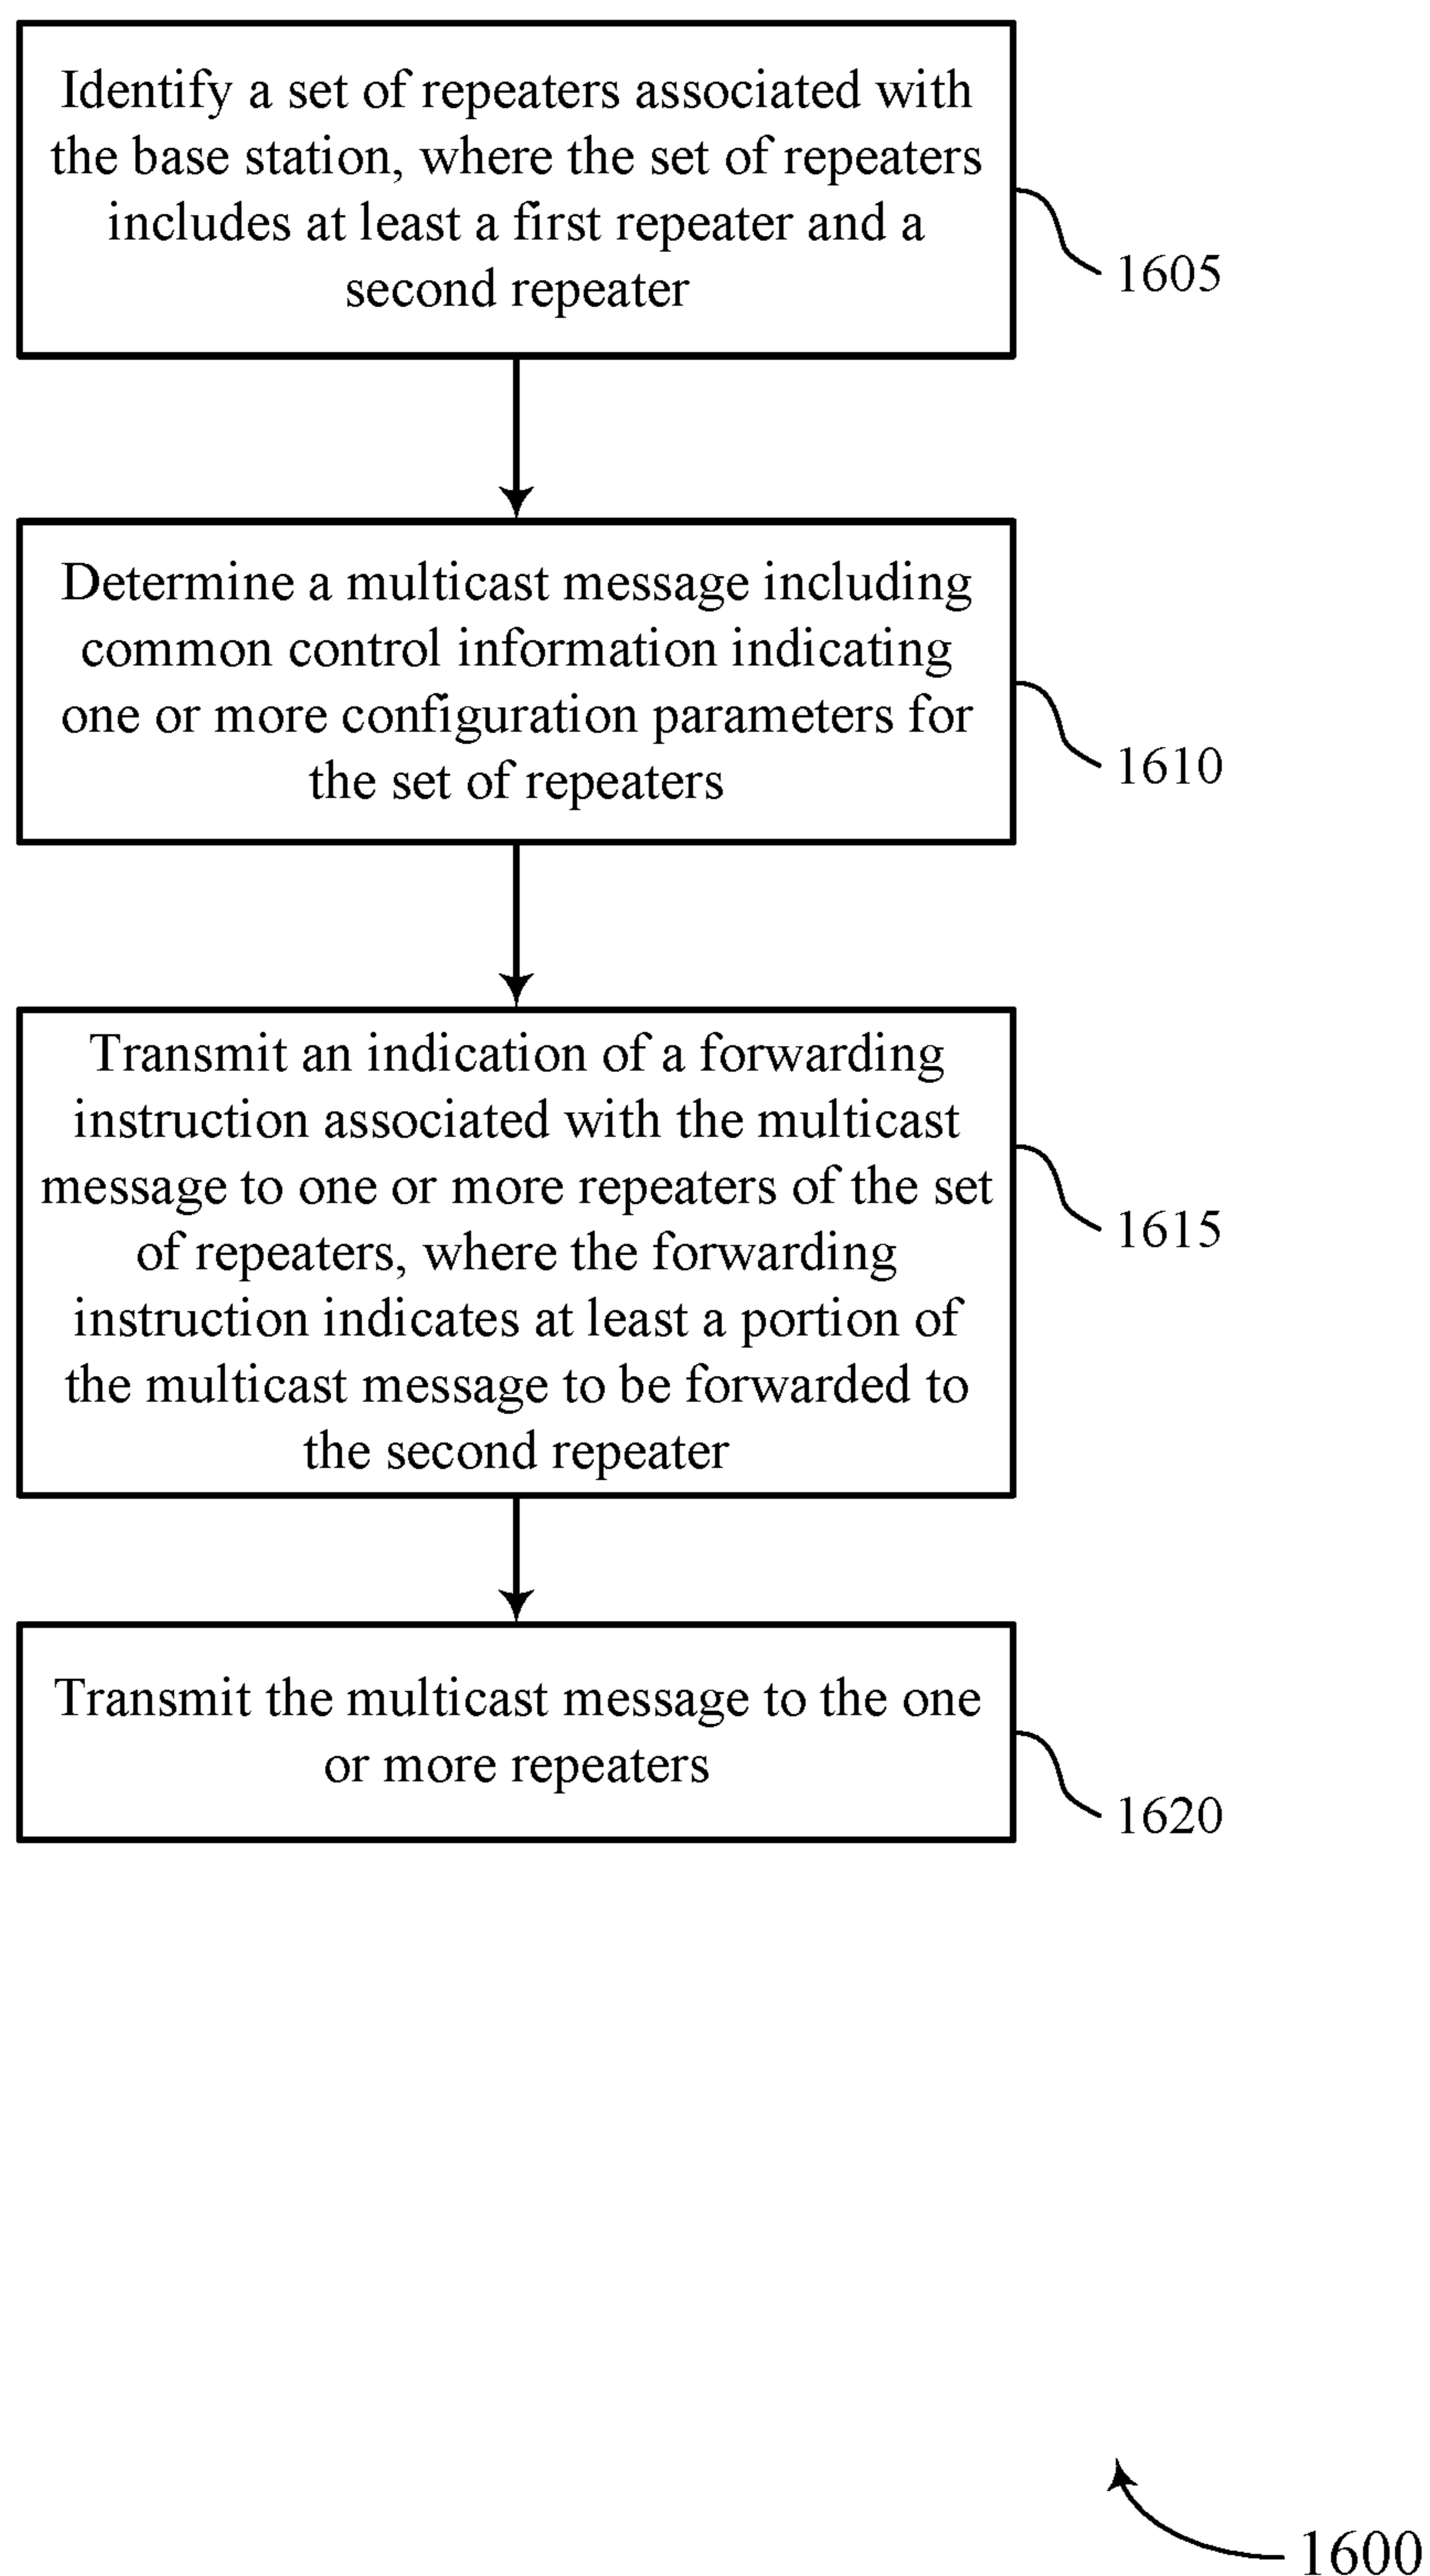 Identify a set of repeaters associated with
the base station, where the set of repeaters
includes at least a first repeater and a
second repeater
1605
Determine a multicast message including
common control information indicating
one or more configuration parameters for
the set of repeaters
1610
Transmit an indication of a forwarding
instruction associated with the multicast
message to one or more repeaters of the set
of repeaters, where the forwarding
instruction indicates at least a portion of
the multicast message to be forwarded to
the second repeater
1615
Transmit the multicast message to the one
or more repeaters
1620
1600